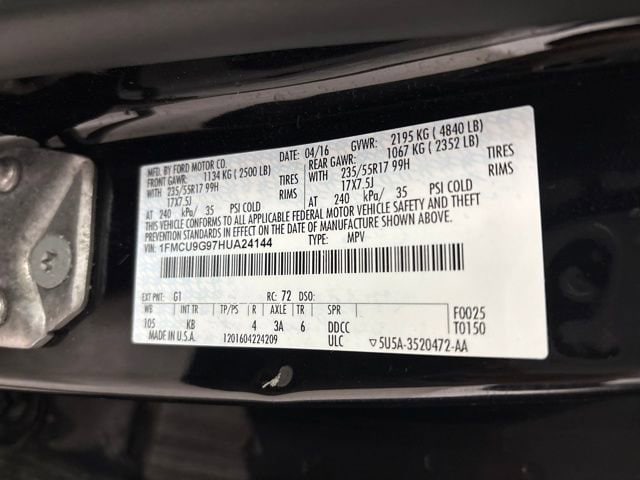 MFD. BY FORD MOTOR CO.
DATE: 04/16 GVWR: 2195 KG ( 4840 LB)
FRONT GAWR: 1134 KG ( 2500 LB)
REAR GAWR: 1067 KG ( 2352 LB)
WITH 235/55R17 99H TIRES
WITH 235/55R17 99H TIRES
17X7.5J RIMS
17X7.5J RIMS
AT 240 kPa/ 35 PSI COLD
AT 240 kPa/ 35 PSI COLD
THIS VEHICLE CONFORMS TO ALL APPLICABLE FEDERAL MOTOR VEHICLE SAFETY AND THEFT
PREVENTION STANDARDS IN EFFECT ON THE DATE OF MANUFACTURE SHOWN ABOVE.
VIN: 1FMCU9G97HUA24144 TYPE: MPV
EXT PNT: G1 RC: 72 DSO:
WB INT TR TP/PS R AXLE TR SPR F0025
105 KB 4 3A 6 DDCC T0150
MADE IN U.S.A. 1201604224209 ULC ▽5U5A-3520472-AA